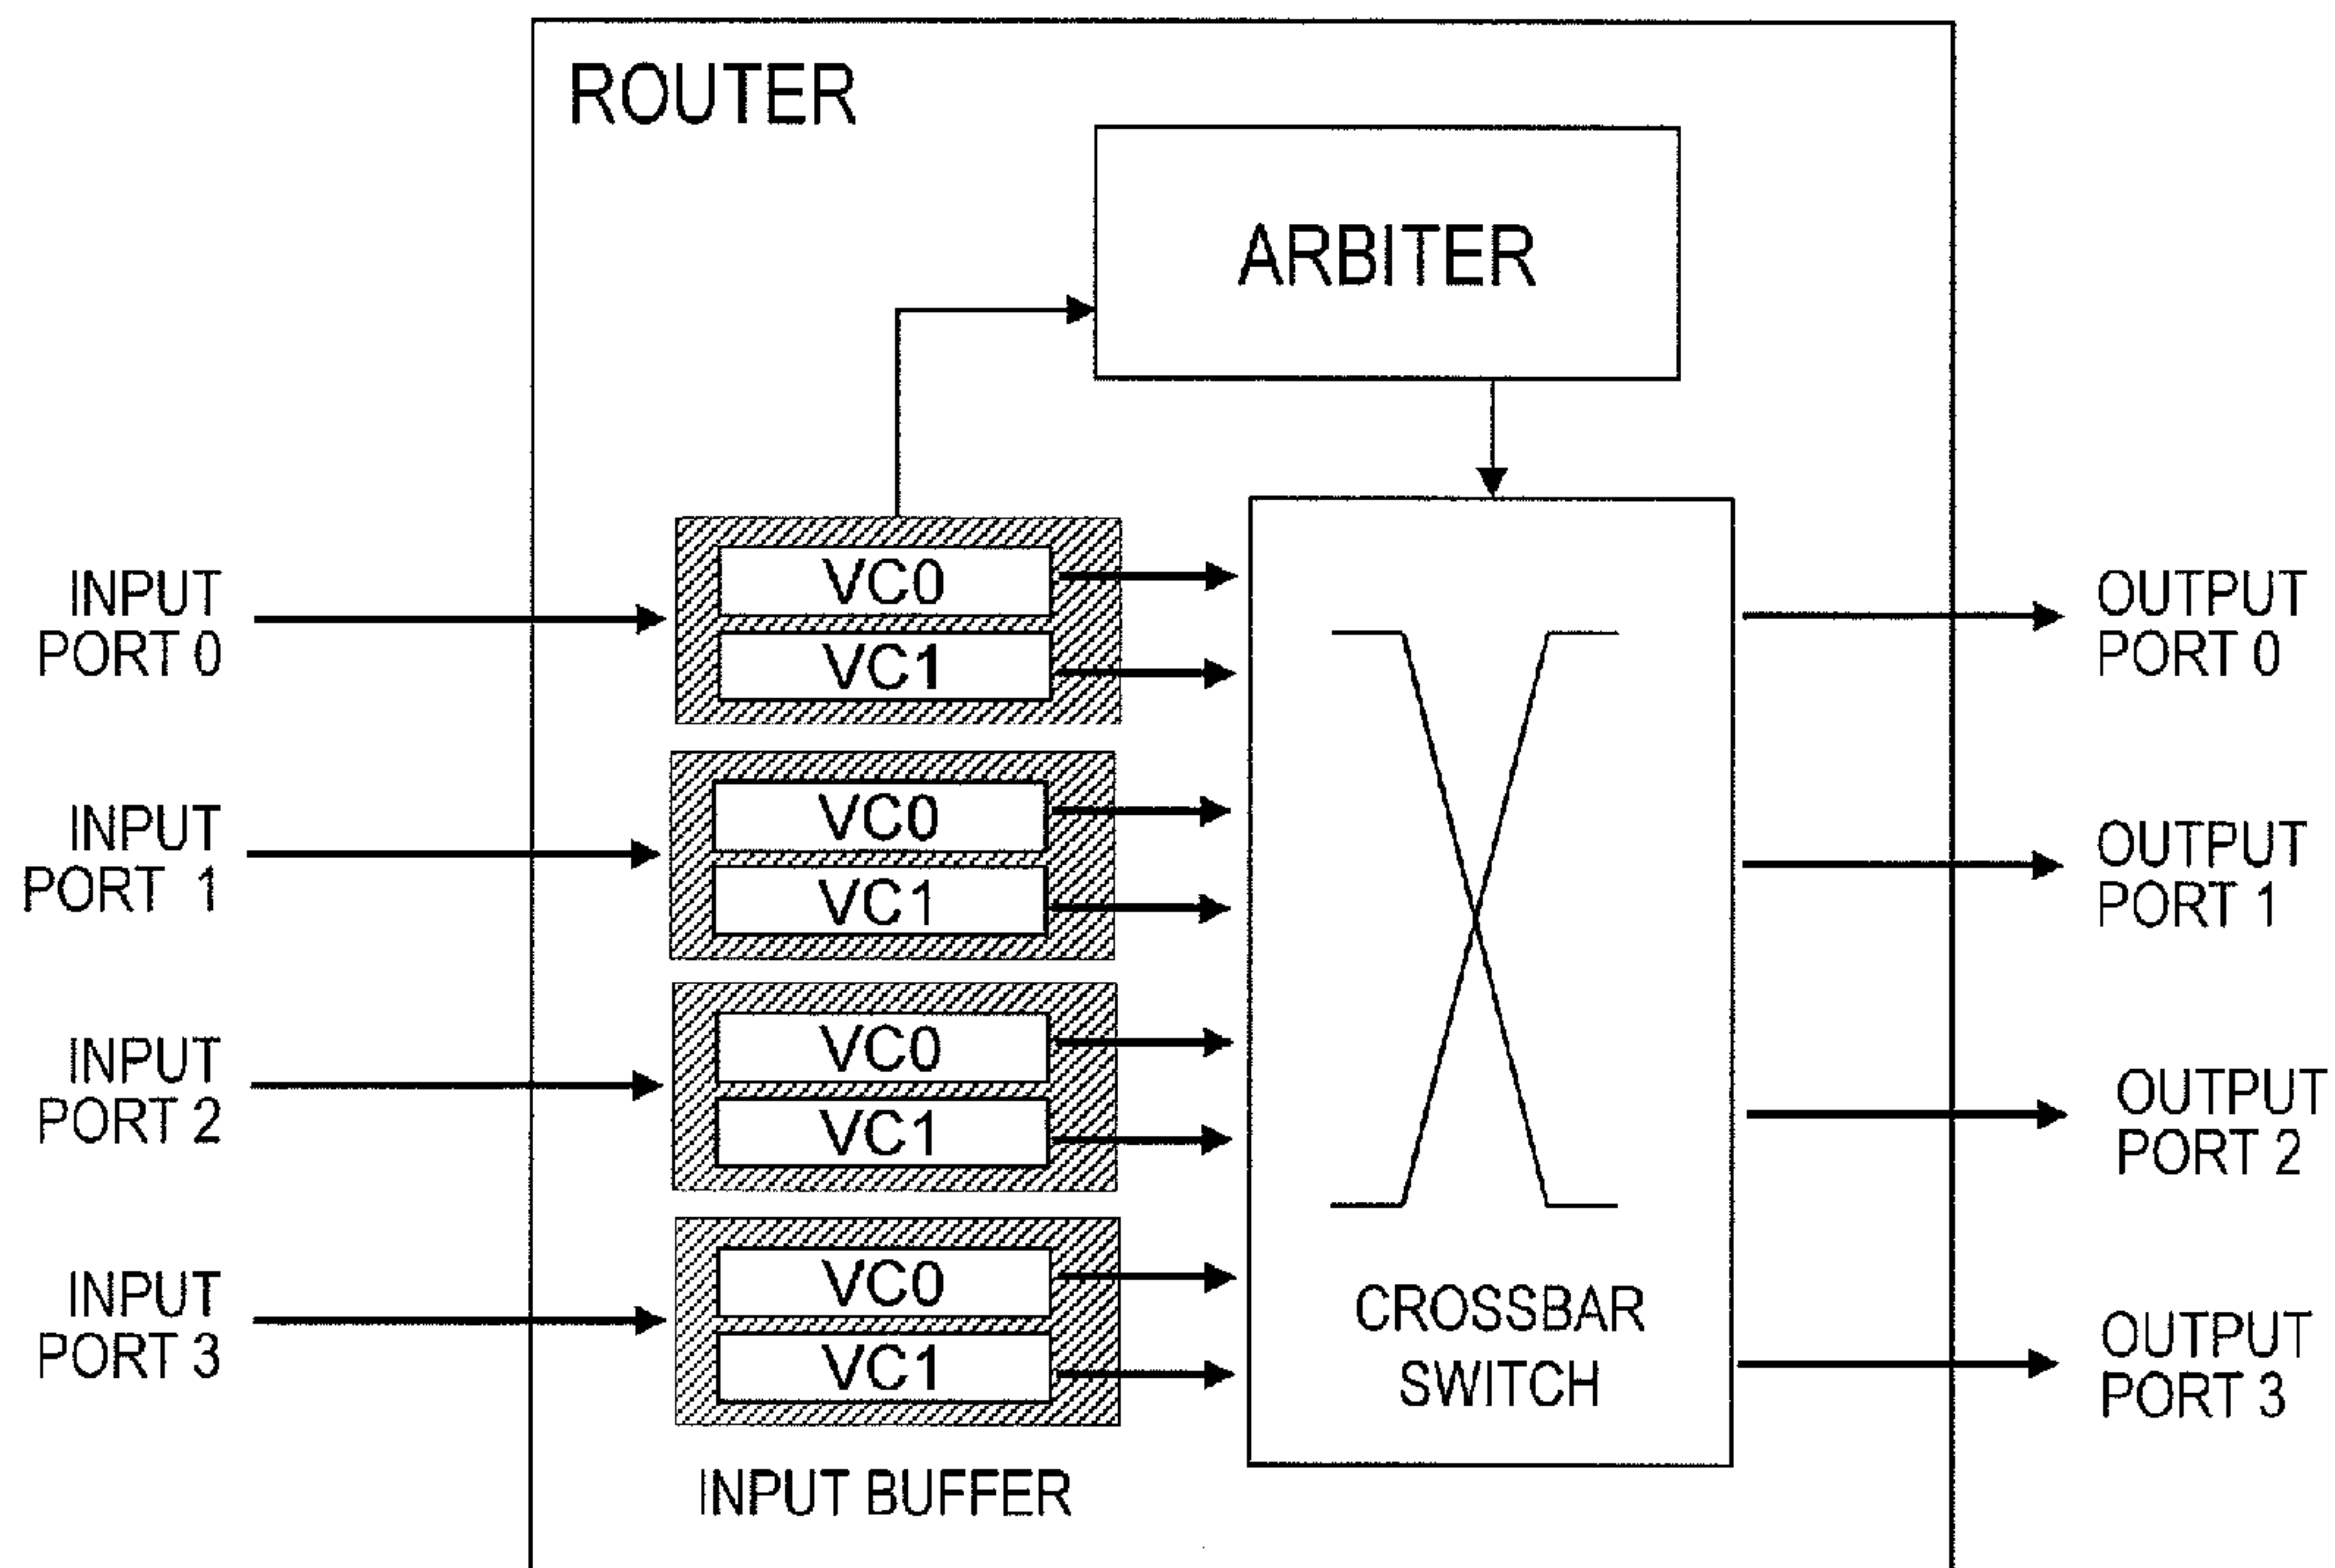 ROUTER
ARBITER
INPUT
PORT 0
VC0
VC1
OUTPUT
PORT 0
INPUT
PORT 1
VC0
VC1
OUTPUT
PORT 1
INPUT
PORT 2
VC0
VC1
OUTPUT
PORT 2
INPUT
PORT 3
VC0
VC1
CROSSBAR
SWITCH
OUTPUT
PORT 3
INPUT BUFFER